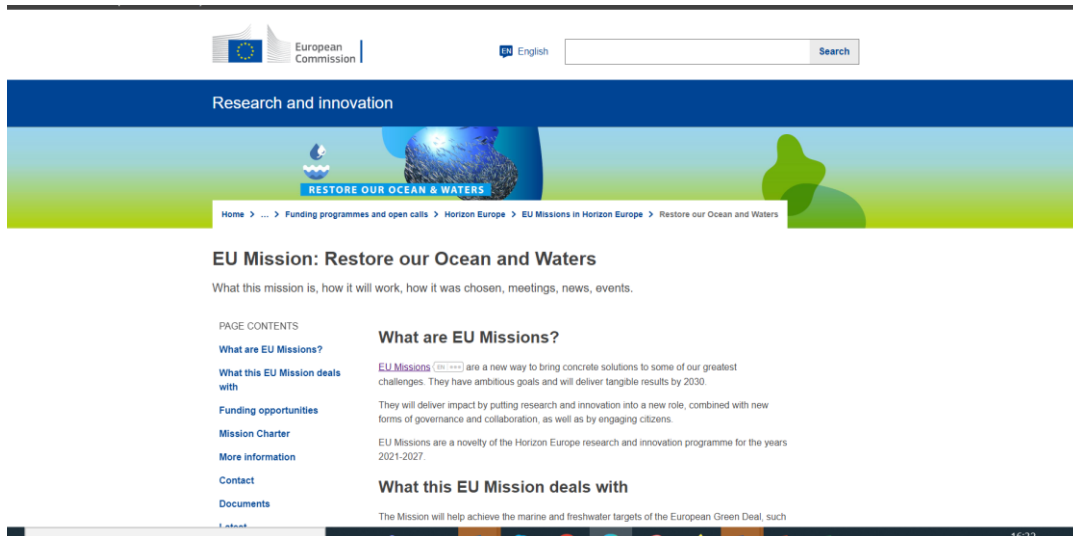 European
Commission
EN English
Search
Research and innovation
RESTORE OUR OCEAN & WATERS
Home > ... > Funding programmes and open calls > Horizon Europe > EU Missions in Horizon Europe > Restore our Ocean and Waters
EU Mission: Restore our Ocean and Waters
What this mission is, how it will work, how it was chosen, meetings, news, events.
PAGE CONTENTS
What are EU Missions?
What this EU Mission deals
with
Funding opportunities
Mission Charter
More information
Contact
Documents
Latest
What are EU Missions?
EU Missions EN ••• are a new way to bring concrete solutions to some of our greatest
challenges. They have ambitious goals and will deliver tangible results by 2030.
They will deliver impact by putting research and innovation into a new role, combined with new
forms of governance and collaboration, as well as by engaging citizens.
EU Missions are a novelty of the Horizon Europe research and innovation programme for the years
2021-2027.
What this EU Mission deals with
The Mission will help achieve the marine and freshwater targets of the European Green Deal, such
16:22